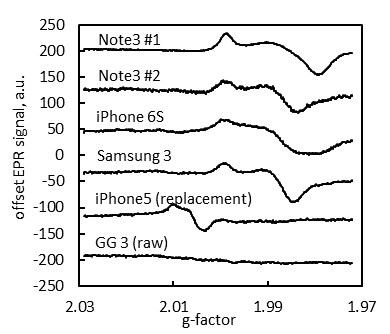 250
200
150
100
50
0
-50
-100
-150
-200
-250
offset EPR signal, a.u.
Note3 #1
Note3 #2
iPhone 6S
Samsung 3
iPhone5 (replacement)
GG 3 (raw)
2.03 2.01 1.99 1.97
g-factor